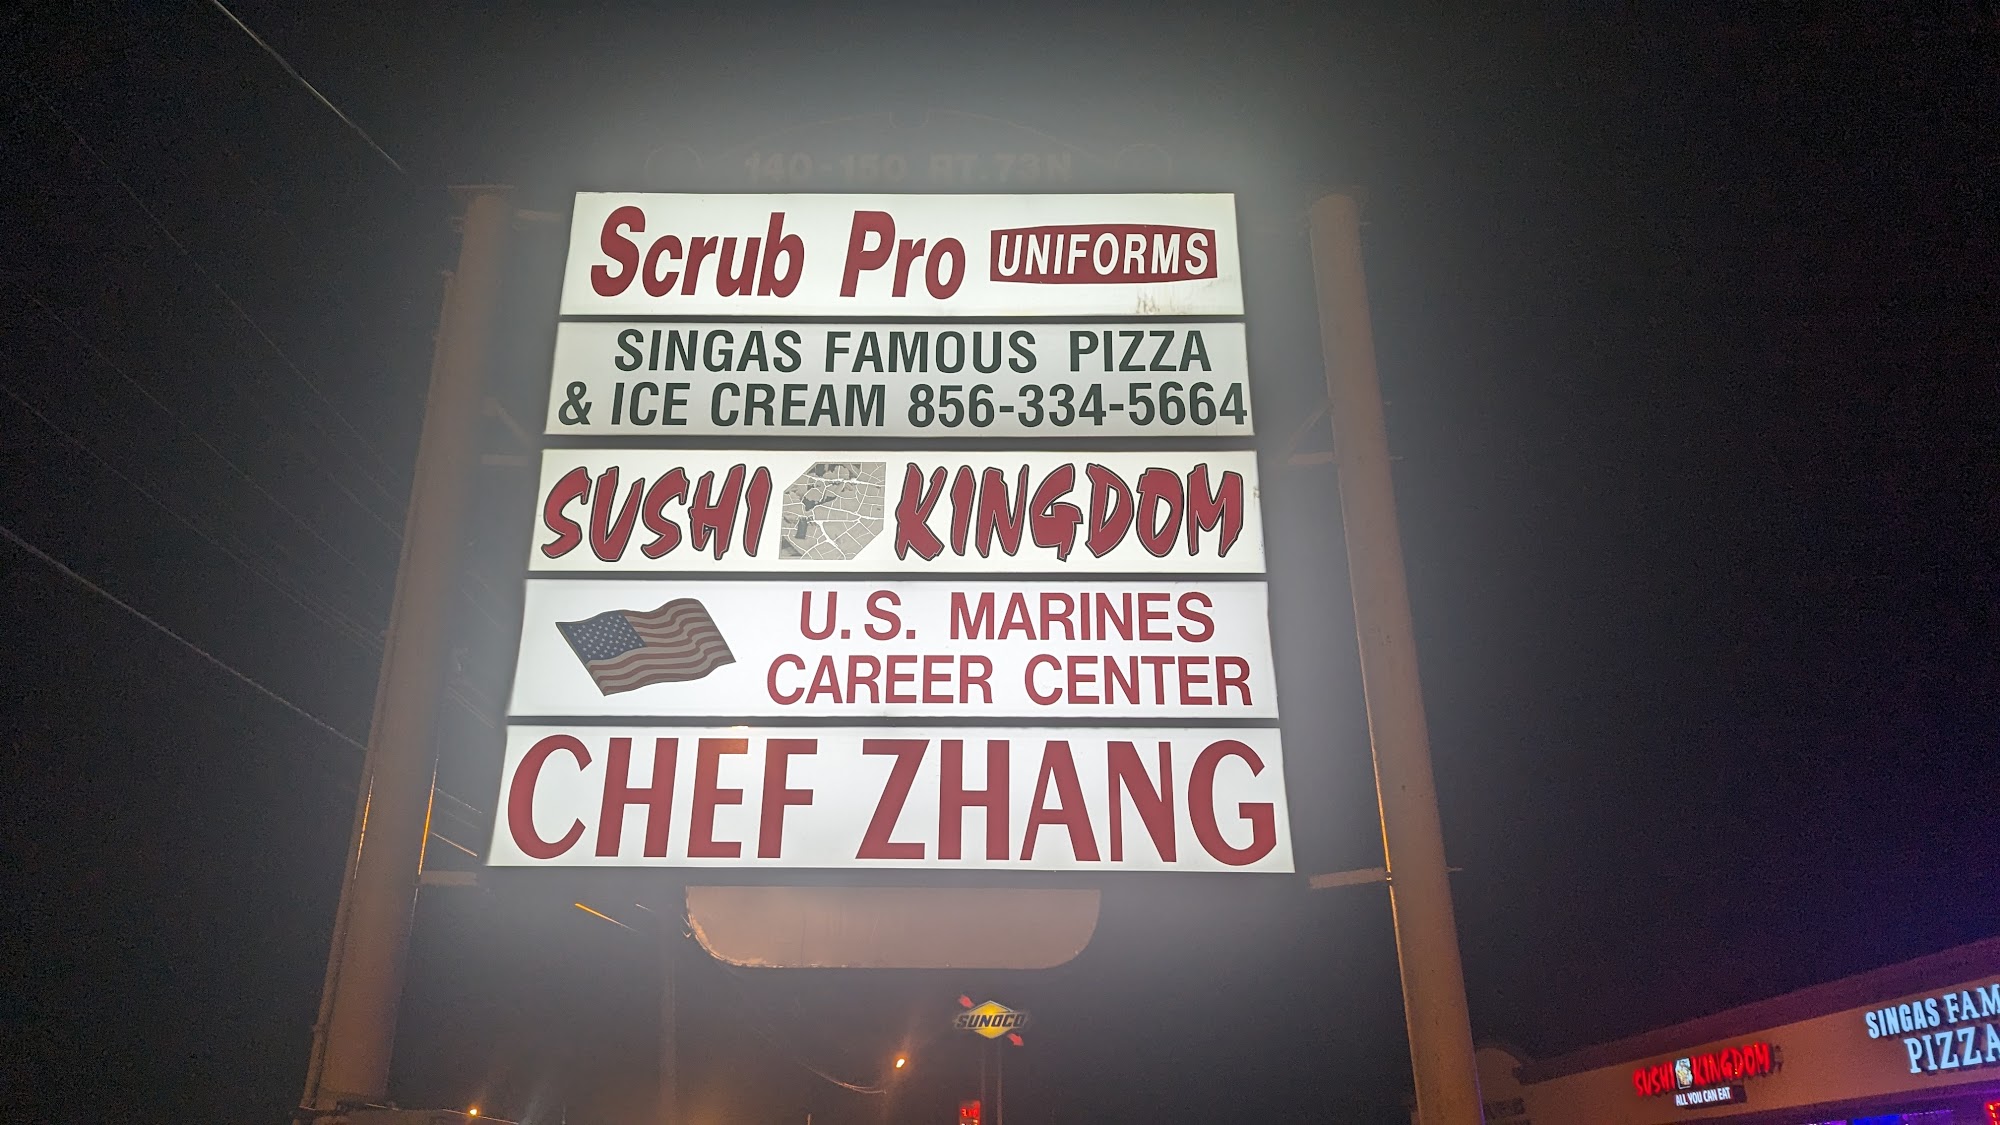 140-150 RT.73N
Scrub Pro UNIFORMS
SINGAS FAMOUS PIZZA
& ICE CREAM 856-334-5664
SUSHI KINGDOM
U.S. MARINES
CAREER CENTER
CHEF ZHANG
SUNOCO
SUSHI KINGDOM
ALL YOU CAN EAT
SINGAS FAM
PIZZA